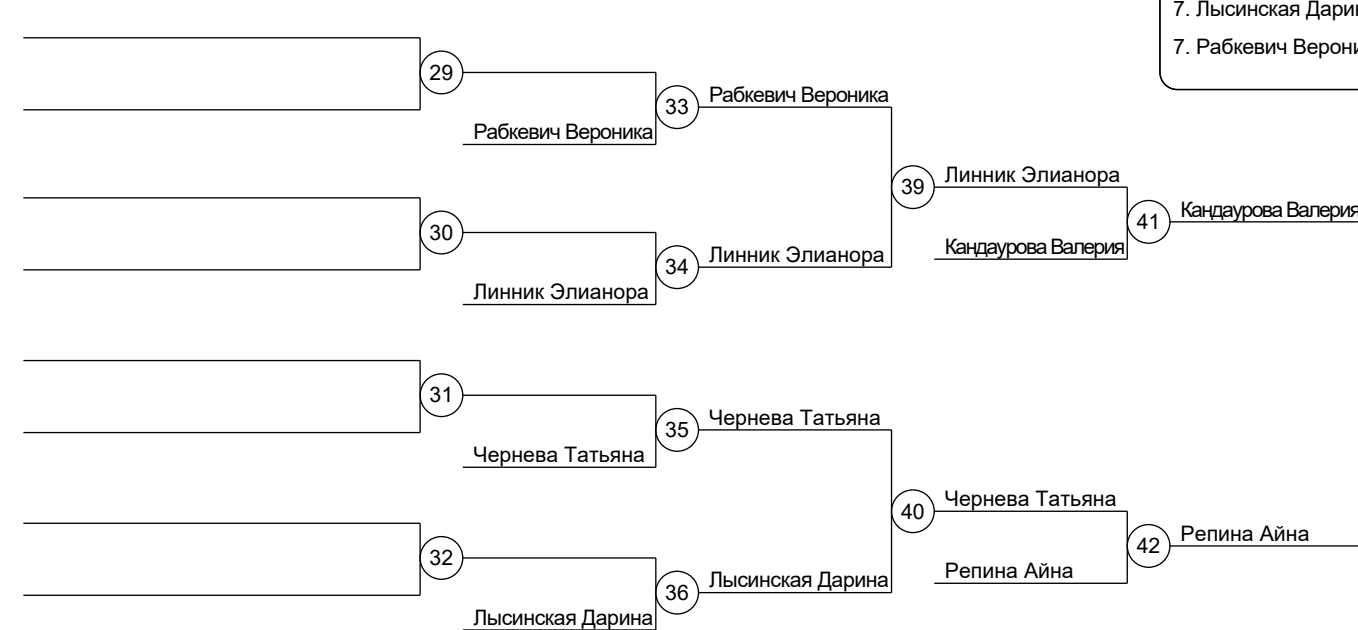 7. Лысинская Дарин
7. Рабкевич Верони
29
Рабкевич Вероника
33
Рабкевич Вероника
30
Линник Элианора
34
Линник Элианора
39
Линник Элианора
Кандаурова Валерия
41
Кандаурова Валерия
31
Чернева Татьяна
35
Чернева Татьяна
32
Лысинская Дарина
36
Лысинская Дарина
40
Чернева Татьяна
Репина Айна
42
Репина Айна